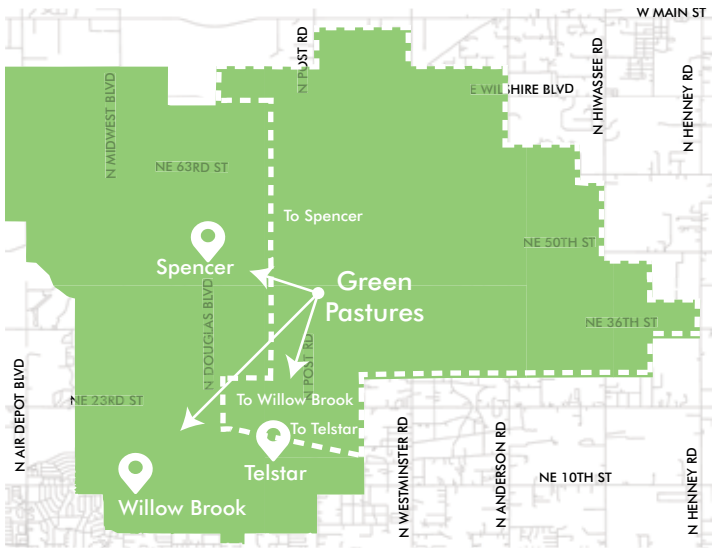 W MAIN ST
N POST RD
E WILSHIRE BLVD
N HIWASSEE RD
N HENNEY RD
N MIDWEST BLVD
NE 63RD ST
To Spencer
NE 50TH ST
Spencer
Green
Pastures
N DOUGLAS BLVD
NE 36TH ST
N POST RD
N AIR DEPOT BLVD
NE 23RD ST
To Willow Brook
To Telstar
Telstar
Willow Brook
N WESTMINSTER RD
N ANDERSON RD
NE 10TH ST
N HENNEY RD